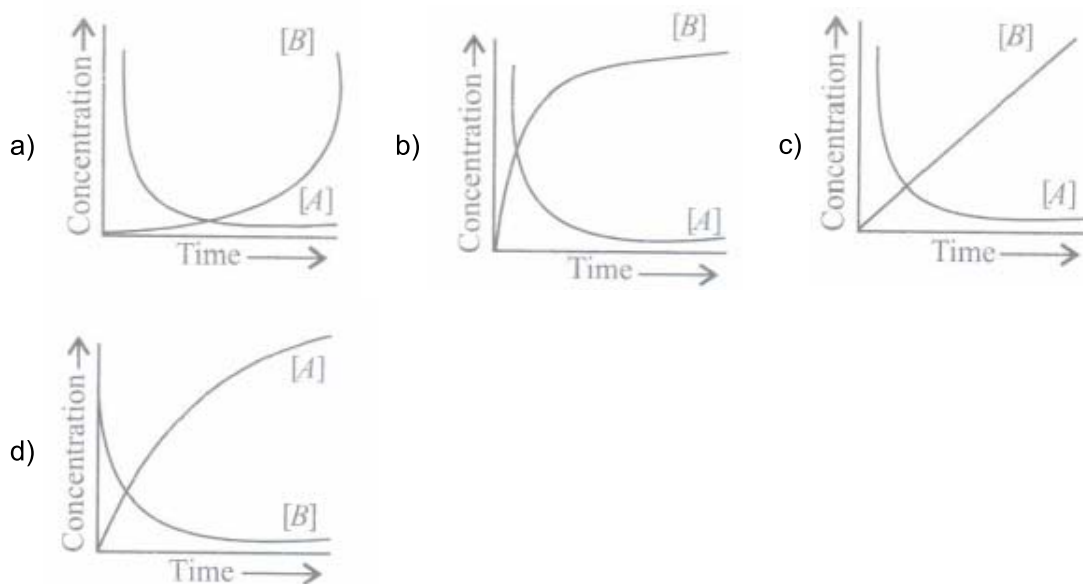 a)
Concentration →
[B]
[A]
Time →
b)
Concentration →
[B]
[A]
Time →
c)
Concentration →
[B]
[A]
Time →
d)
Concentration →
[A]
[B]
Time →